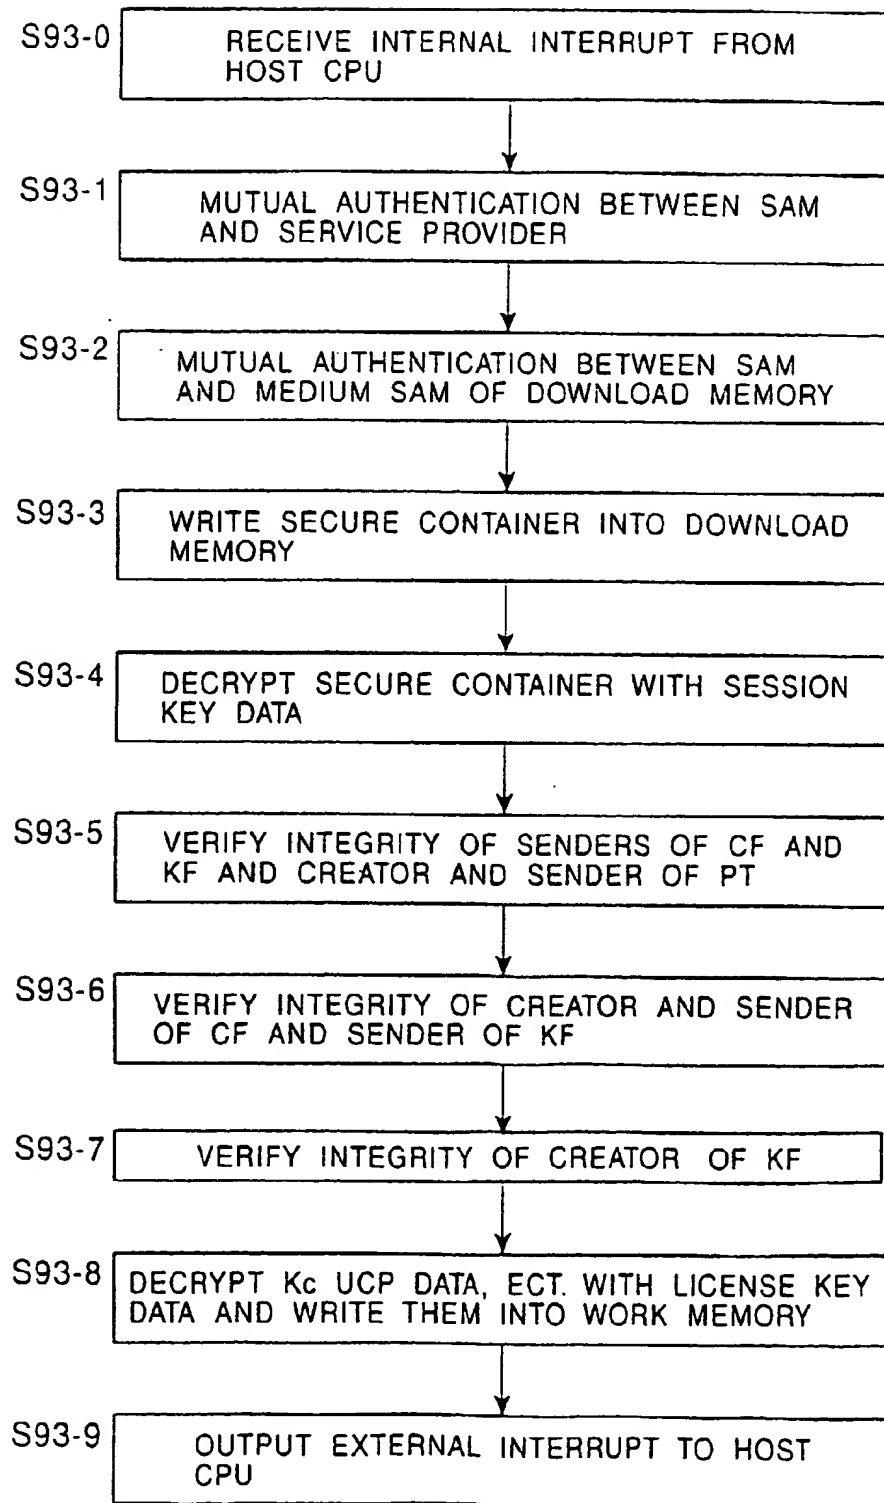 S93-0
RECEIVE INTERNAL INTERRUPT FROM
HOST CPU
S93-1
MUTUAL AUTHENTICATION BETWEEN SAM
AND SERVICE PROVIDER
S93-2
MUTUAL AUTHENTICATION BETWEEN SAM
AND MEDIUM SAM OF DOWNLOAD MEMORY
S93-3
WRITE SECURE CONTAINER INTO DOWNLOAD
MEMORY
S93-4
DECRYPT SECURE CONTAINER WITH SESSION
KEY DATA
S93-5
VERIFY INTEGRITY OF SENDERS OF CF AND
KF AND CREATOR AND SENDER OF PT
S93-6
VERIFY INTEGRITY OF CREATOR AND SENDER
OF CF AND SENDER OF KF
S93-7
VERIFY INTEGRITY OF CREATOR OF KF
S93-8
DECRYPT Kc UCP DATA, ECT. WITH LICENSE KEY
DATA AND WRITE THEM INTO WORK MEMORY
S93-9
OUTPUT EXTERNAL INTERRUPT TO HOST
CPU